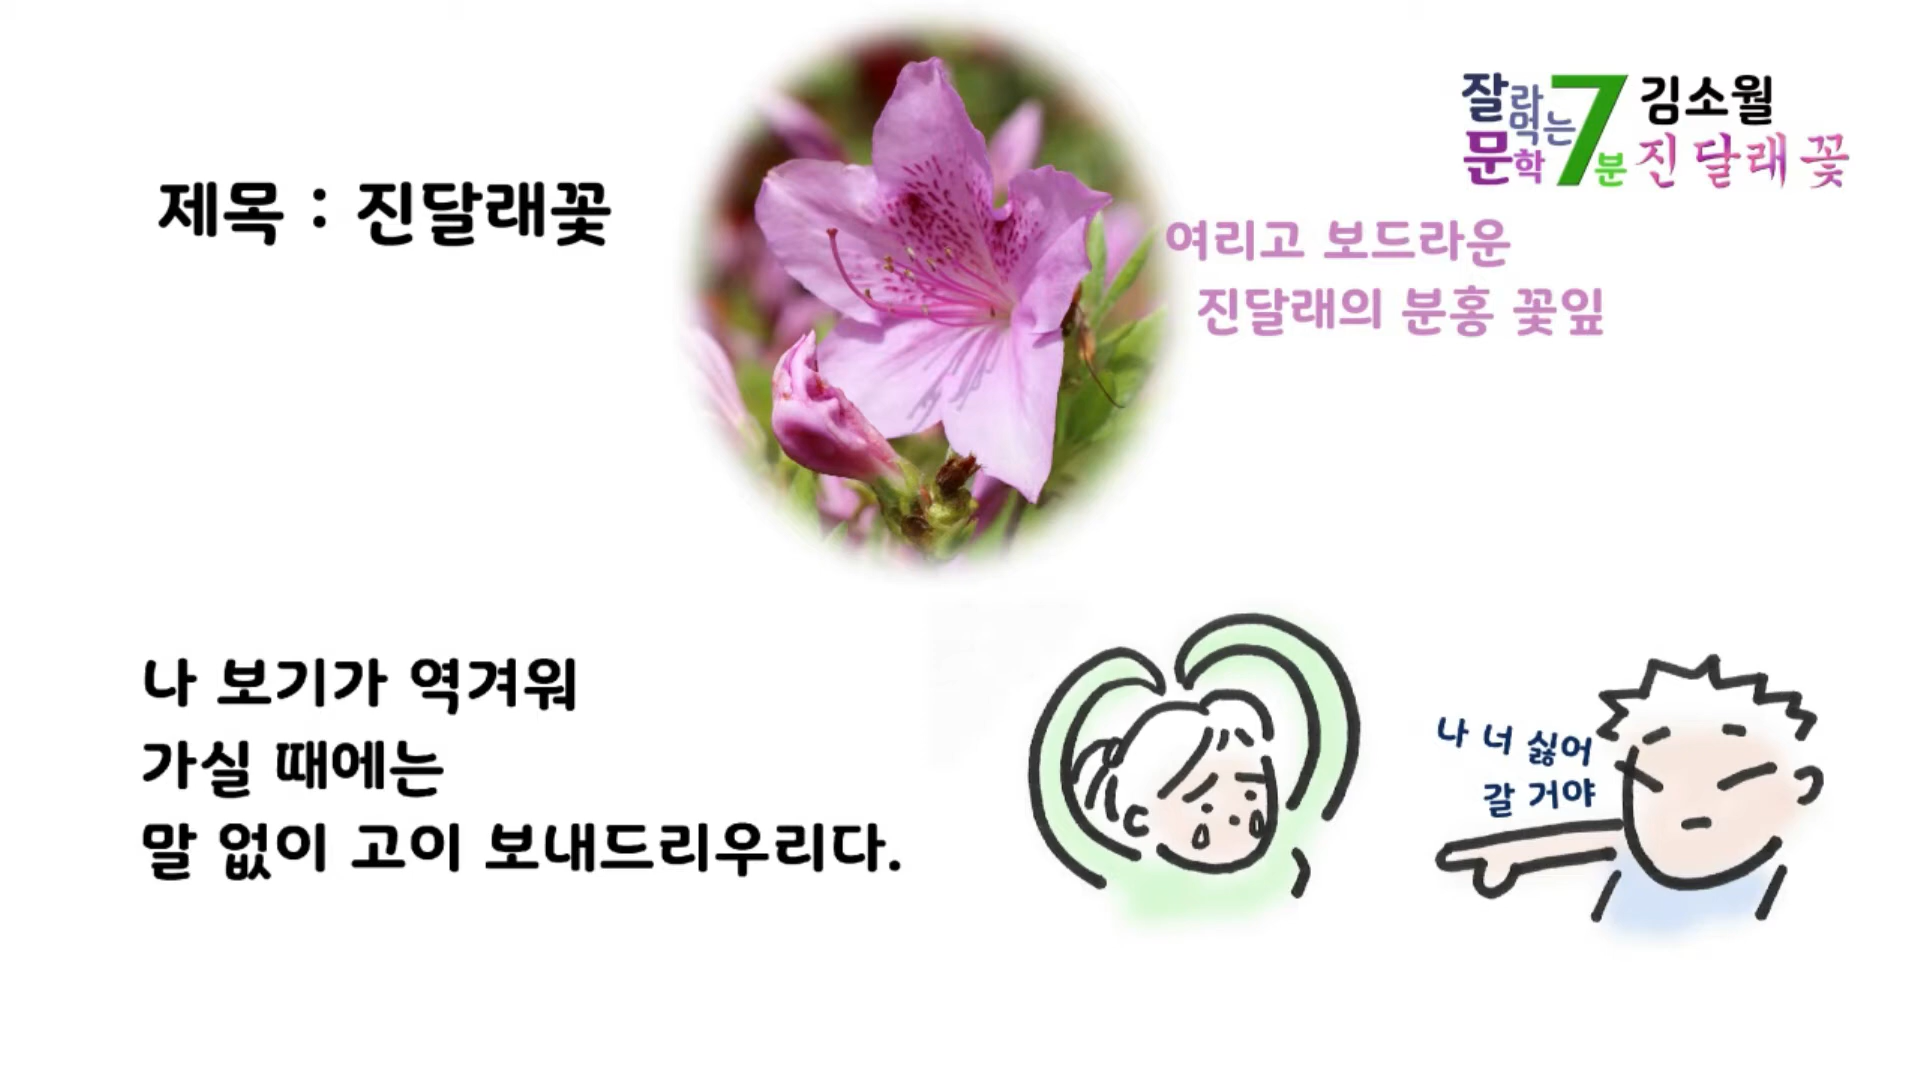 제목 : 진달래꽃
잘라먹는 문학 7분
김소월
진달래꽃
여리고 보드라운
진달래의 분홍 꽃잎
나 보기가 역겨워
가실 때에는
말 없이 고이 보내드리우리다.
나 너 싫어
갈 거야